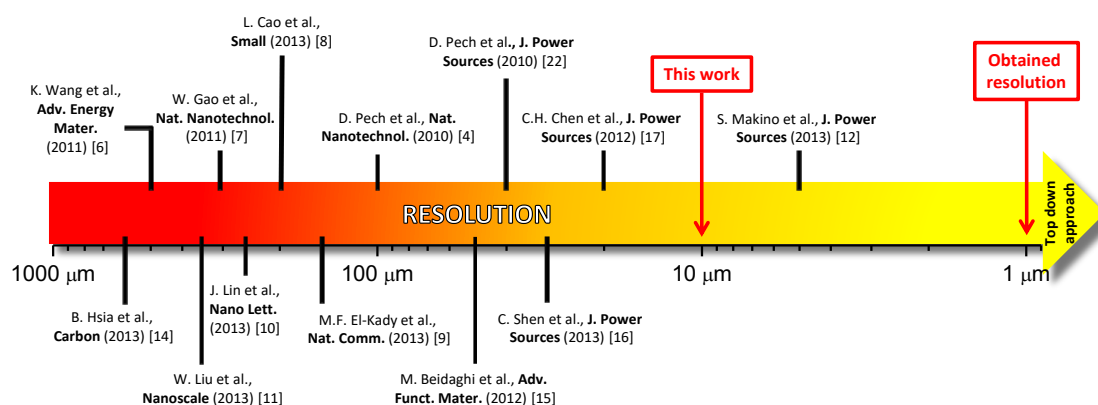 L. Cao et al.,
Small (2013) [8]
D. Pech et al., J. Power
Sources (2010) [22]
This work
Obtained
resolution
K. Wang et al.,
Adv. Energy
Mater.
(2011) [6]
W. Gao et al.,
Nat. Nanotechnol.
(2011) [7]
D. Pech et al., Nat.
Nanotechnol. (2010) [4]
C.H. Chen et al., J. Power
Sources (2012) [17]
S. Makino et al., J. Power
Sources (2013) [12]
RESOLUTION
Top down
approach
1000 µm
100 µm
10 µm
1 µm
B. Hsia et al.,
Carbon (2013) [14]
J. Lin et al.,
Nano Lett.
(2013) [10]
M.F. El-Kady et al.,
Nat. Comm. (2013) [9]
C. Shen et al., J. Power
Sources (2013) [16]
W. Liu et al.,
Nanoscale (2013) [11]
M. Beidaghi et al., Adv.
Funct. Mater. (2012) [15]